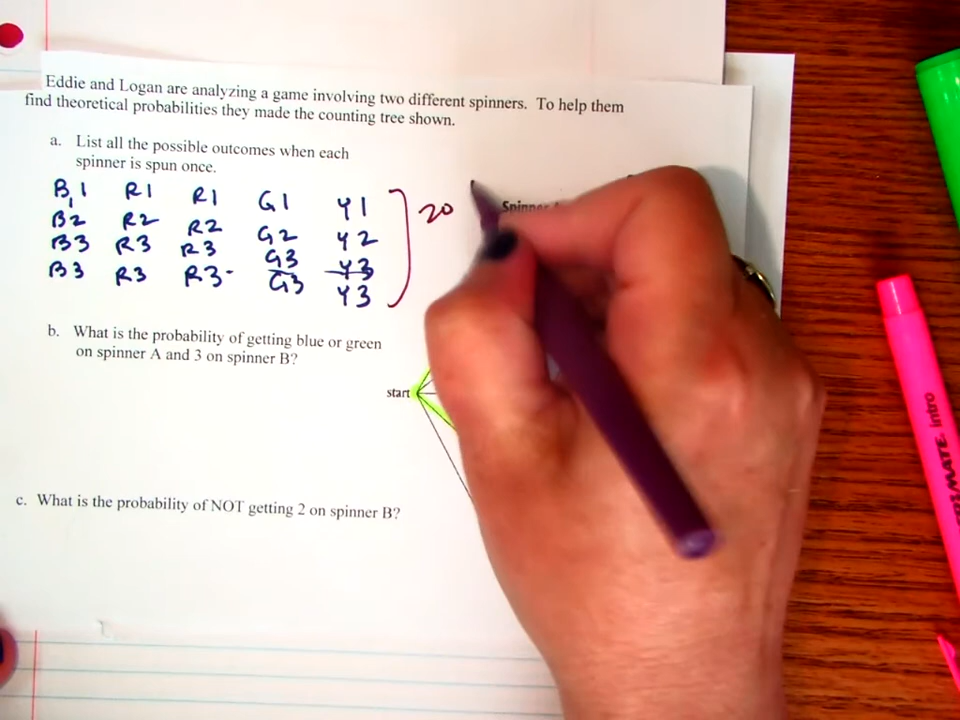 Eddie and Logan are analyzing a game involving two different spinners. To help them
find theoretical probabilities they made the counting tree shown.
a. List all the possible outcomes when each
spinner is spun once.
B,1 R1 R1 G1 Y1
B2 R2 R2 G2 Y2
B3 R3 R3 G3 Y3
B3 R3 R3 G3 Y3
20
Spinner
b. What is the probability of getting blue or green
on spinner A and 3 on spinner B?
start
c. What is the probability of NOT getting 2 on spinner B?
intro